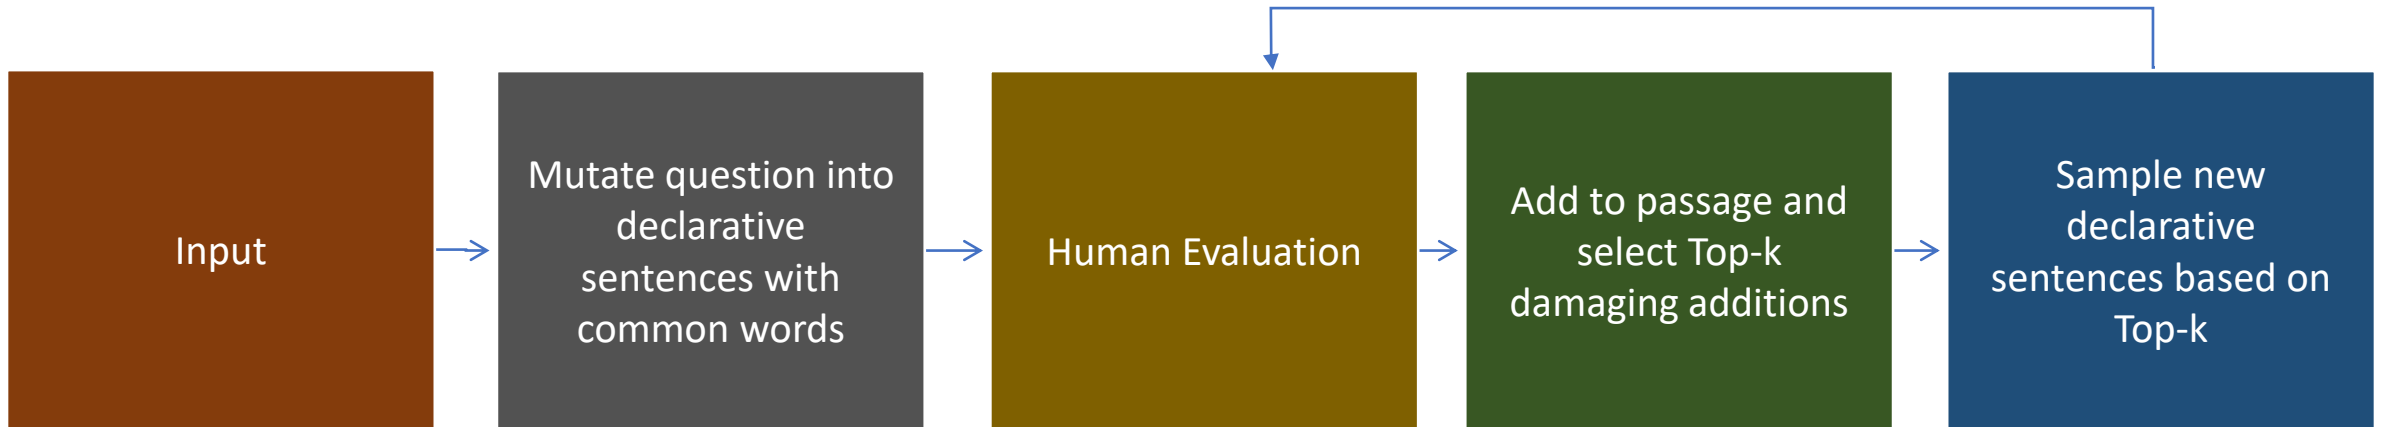 Input
Mutate question into
declarative
sentences with
common words
Human Evaluation
Add to passage and
select Top-k
damaging additions
Sample new
declarative
sentences based on
Top-k